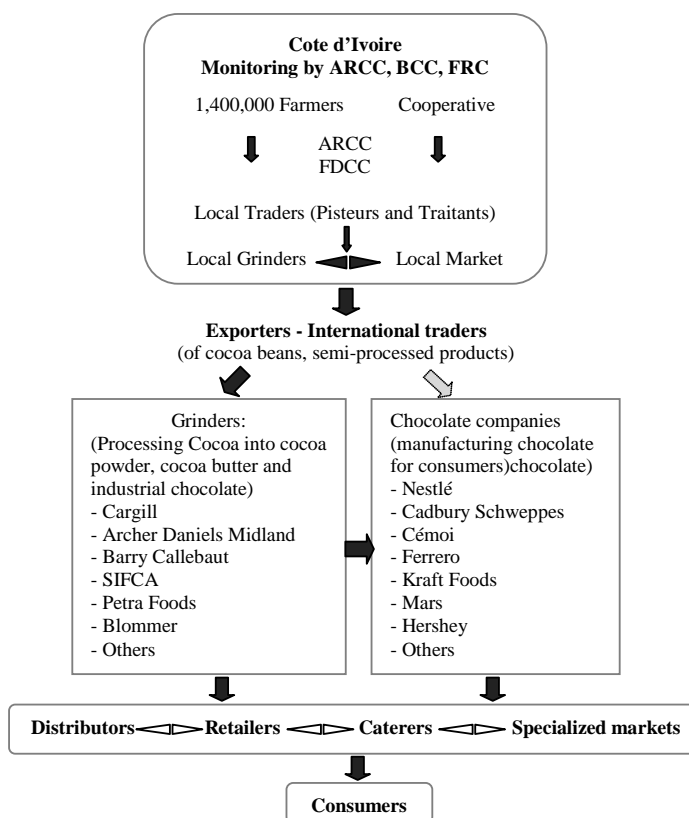 Cote d'Ivoire
Monitoring by ARCC, BCC, FRC
1,400,000 Farmers Cooperative
ARCC
FDCC
Local Traders (Pisteurs and Traitants)
Local Grinders Local Market
Exporters - International traders
(of cocoa beans, semi-processed products)
Grinders:
(Processing Cocoa into cocoa
powder, cocoa butter and
industrial chocolate)
- Cargill
- Archer Daniels Midland
- Barry Callebaut
- SIFCA
- Petra Foods
- Blommer
- Others
Chocolate companies
(manufacturing chocolate
for consumers)chocolate)
- Nestlé
- Cadbury Schweppes
- Cémoi
- Ferrero
- Kraft Foods
- Mars
- Hershey
- Others
Distributors Retailers Caterers Specialized markets
Consumers